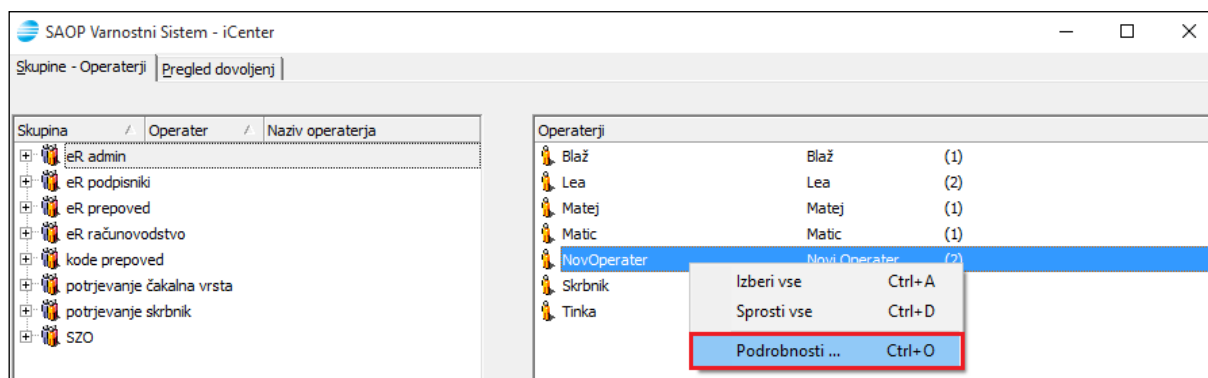 SAOP Varnostni Sistem - iCenter
Skupine - Operaterji Pregled dovoljenj
Skupina Operater Naziv operaterja Operaterji
eR admin Blaž Blaž (1)
eR podpisniki Lea Lea (2)
eR prepoved Matej Matej (1)
eR računovodstvo Matic Matic (1)
kode prepoved NovOperater Novi Operater (2)
potrjevanje čakalna vrsta Skrbnik Izberi vse Ctrl+A
potrjevanje skrbnik Tinka Sprosti vse Ctrl+D
SZO
Podrobnosti ... Ctrl+O